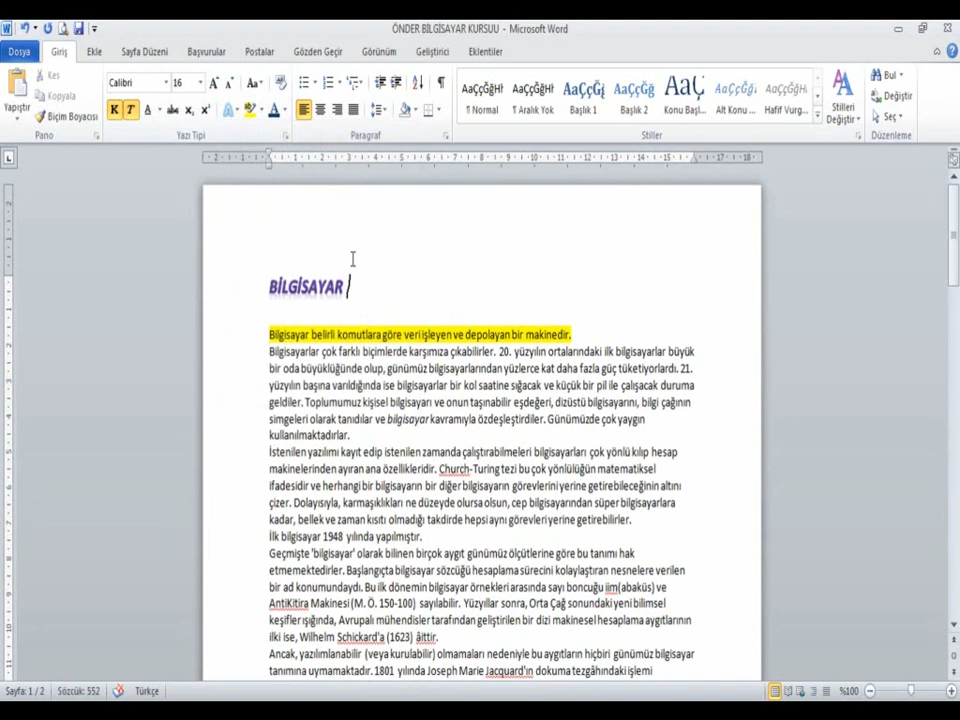 ÖNDER BİLGİSAYAR KURSUU - Microsoft Word
Dosya Giriş Ekle Sayfa Düzeni Başvurular Postalar Gözden Geçir Görünüm Geliştirici Eklentiler
Yapıştır
Kes
Kopyala
Biçim Boyacısı
Pano
Calibri 16
K T A abc x₂ x²
Yazı Tipi
Paragraf
AaÇçĞğH AaÇçĞğH AaÇçĞğ AaÇçĞğ AaÇ AaÇçĞğ AaÇçĞğH
¶ Normal ¶ Aralık Yok Başlık 1 Başlık 2 Konu Başl... Alt Konu ... Hafif Vurg...
Stiller
Stilleri Değiştir
Bul
Değiştir
Seç
Düzenleme
BİLGİSAYAR
Bilgisayar belirli komutlara göre veri işleyen ve depolayan bir makinedir.
Bilgisayarlar çok farklı biçimlerde karşımıza çıkabilirler. 20. yüzyılın ortalarındaki ilk bilgisayarlar büyük
bir oda büyüklüğünde olup, günümüz bilgisayarlarından yüzlerce kat daha fazla güç tüketiyorlardı. 21.
yüzyılın başına varıldığında ise bilgisayarlar bir kol saatine sığacak ve küçük bir pil ile çalışacak duruma
geldiler. Toplumumuz kişisel bilgisayarı ve onun taşınabilir eşdeğeri, dizüstü bilgisayarını, bilgi çağının
simgeleri olarak tanıdılar ve bilgisayar kavramıyla özdeşleştirdiler. Günümüzde çok yaygın
kullanılmaktadırlar.
İstenilen yazılımı kayıt edip istenilen zamanda çalıştırabilmeleri bilgisayarları çok yönlü kılıp hesap
makinelerinden ayıran ana özellikleridir. Church-Turing tezi bu çok yönlülüğün matematiksel
ifadesidir ve herhangi bir bilgisayarın bir diğer bilgisayarın görevlerini yerine getirebileceğinin altını
çizer. Dolayısıyla, karmaşıklıkları ne düzeyde olursa olsun, cep bilgisayarından süper bilgisayarlara
kadar, bellek ve zaman kısıtı olmadığı takdirde hepsi aynı görevleri yerine getirebilirler.
İlk bilgisayar 1948 yılında yapılmıştır.
Geçmişte 'bilgisayar' olarak bilinen birçok aygıt günümüz ölçütlerine göre bu tanımı hak
etmemektedirler. Başlangıçta bilgisayar sözcüğü hesaplama sürecini kolaylaştıran nesnelere verilen
bir ad konumundaydı. Bu ilk dönemin bilgisayar örnekleri arasında sayı boncuğu iim(abaküs) ve
AntiKitira Makinesi (M. Ö. 150-100) sayılabilir. Yüzyıllar sonra, Orta Çağ sonundaki yeni bilimsel
keşifler ışığında, Avrupalı mühendisler tarafından geliştirilen bir dizi makinesel hesaplama aygıtlarının
ilki ise, Wilhelm Schickard'a (1623) âittir.
Ancak, yazılımlanabilir (veya kurulabilir) olmamaları nedeniyle bu aygıtların hiçbiri günümüz bilgisayar
tanımına uymamaktadır. 1801 yılında Joseph Marie Jacquard'ın dokuma tezgâhındaki işlemi
Sayfa: 1 / 2 Sözcük: 552 Türkçe %100